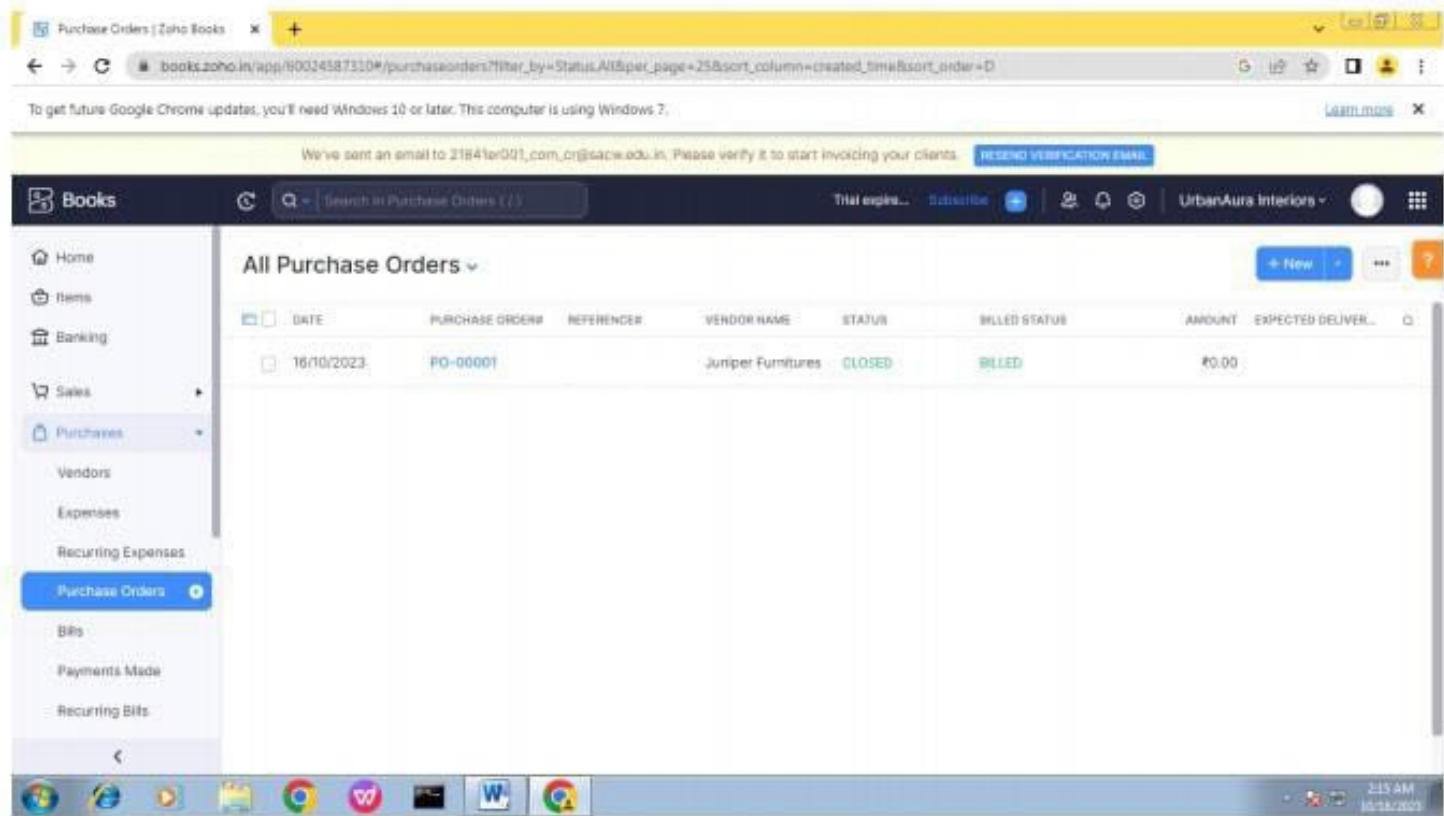 Purchase Orders | Zoho Books
books.zoho.in/app/60024587310#/purchaseorders?filter_by=Status.All&per_page=25&sort_column=created_time&sort_order=D
To get future Google Chrome updates, you'll need Windows 10 or later. This computer is using Windows 7.
Learn more
We've sent an email to 21841er001_com_cr@sacw.edu.in. Please verify it to start invoicing your clients.
RESEND VERIFICATION EMAIL
Books
Search in Purchase Orders ( / )
Trial expire...
Subscribe
UrbanAura Interiors
Home
Items
Banking
Sales
Purchases
Vendors
Expenses
Recurring Expenses
Purchase Orders
Bills
Payments Made
Recurring Bills
All Purchase Orders
+ New
?
DATE PURCHASE ORDER# REFERENCE# VENDOR NAME STATUS BILLED STATUS AMOUNT EXPECTED DELIVER...
16/10/2023 PO-00001 Juniper Furnitures CLOSED BILLED ₹0.00
W
2:15 AM
10/18/2023